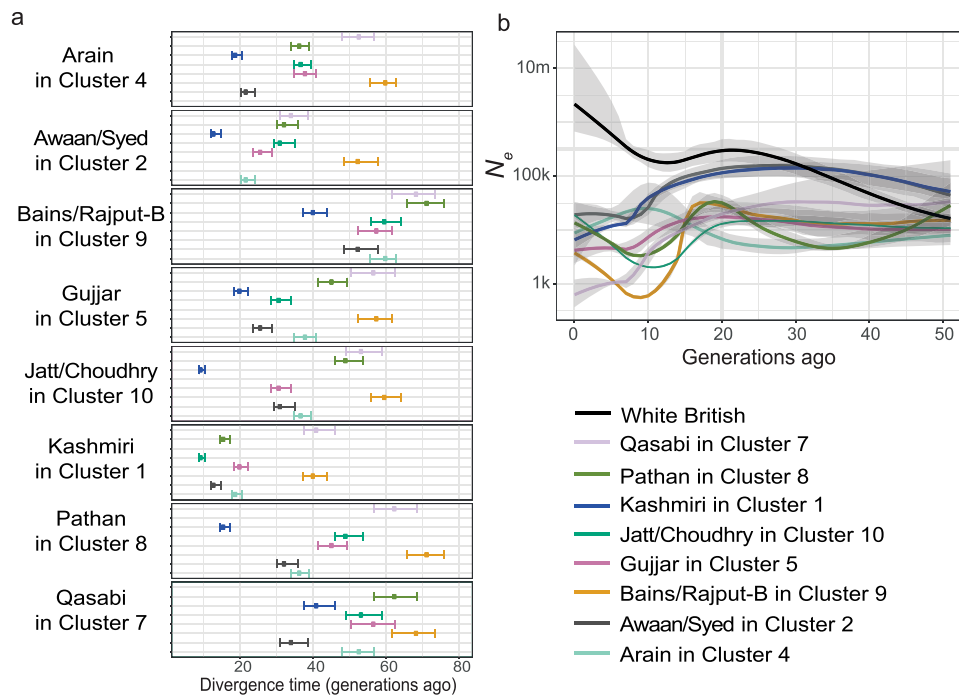 a
Arain
in Cluster 4
Awaan/Syed
in Cluster 2
Bains/Rajput-B
in Cluster 9
Gujjar
in Cluster 5
Jatt/Choudhry
in Cluster 10
Kashmiri
in Cluster 1
Pathan
in Cluster 8
Qasabi
in Cluster 7
20 40 60 80
Divergence time (generations ago)
b
Ne
10m
100k
1k
0 10 20 30 40 50
Generations ago
White British
Qasabi in Cluster 7
Pathan in Cluster 8
Kashmiri in Cluster 1
Jatt/Choudhry in Cluster 10
Gujjar in Cluster 5
Bains/Rajput-B in Cluster 9
Awaan/Syed in Cluster 2
Arain in Cluster 4